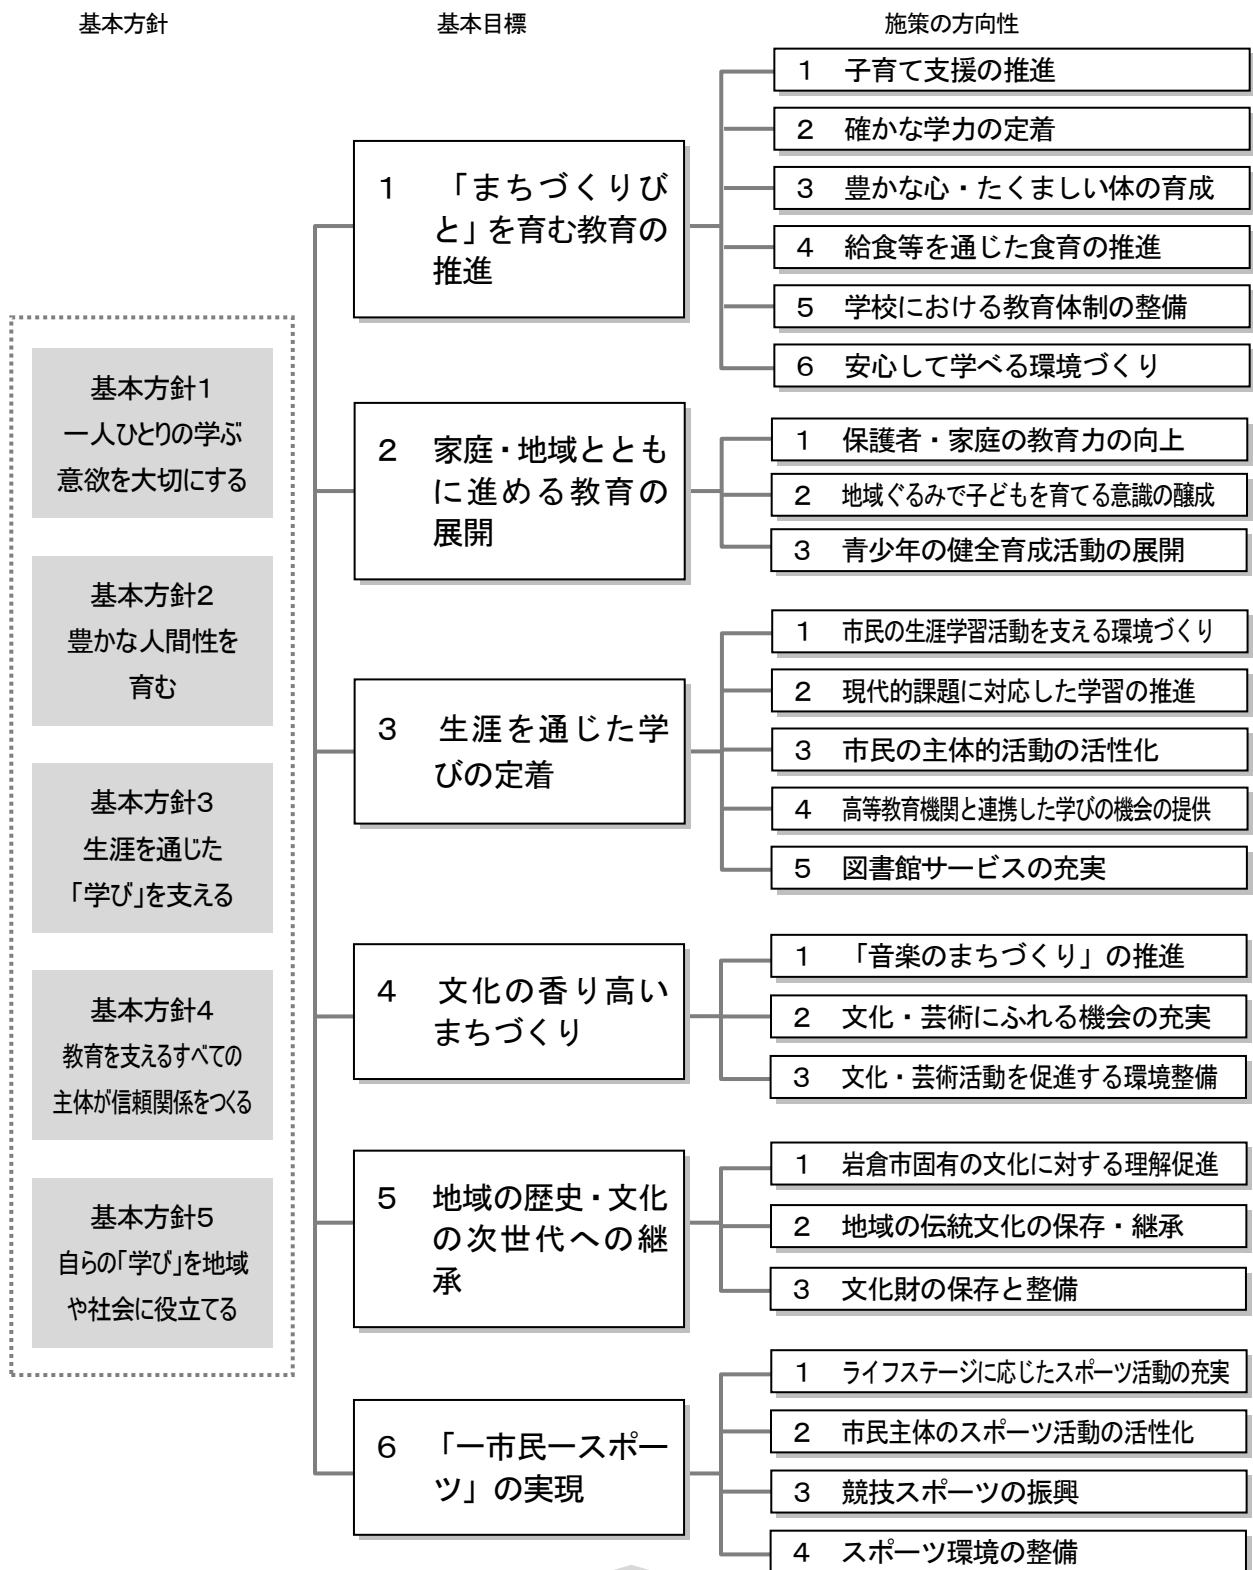 基本方針
基本目標
施策の方向性
基本方針1
一人ひとりの学ぶ
意欲を大切にする
基本方針2
豊かな人間性を
育む
基本方針3
生涯を通じた
「学び」を支える
基本方針4
教育を支えるすべての
主体が信頼関係をつくる
基本方針5
自らの「学び」を地域
や社会に役立てる
1 「まちづくりび
と」を育む教育の
推進
1 子育て支援の推進
2 確かな学力の定着
3 豊かな心・たくましい体の育成
4 給食等を通じた食育の推進
5 学校における教育体制の整備
6 安心して学べる環境づくり
2 家庭・地域ととも
に進める教育の
展開
1 保護者・家庭の教育力の向上
2 地域ぐるみで子どもを育てる意識の醸成
3 青少年の健全育成活動の展開
3 生涯を通じた学
びの定着
1 市民の生涯学習活動を支える環境づくり
2 現代的課題に対応した学習の推進
3 市民の主体的活動の活性化
4 高等教育機関と連携した学びの機会の提供
5 図書館サービスの充実
4 文化の香り高い
まちづくり
1 「音楽のまちづくり」の推進
2 文化・芸術にふれる機会の充実
3 文化・芸術活動を促進する環境整備
5 地域の歴史・文化
の次世代への継
承
1 岩倉市固有の文化に対する理解促進
2 地域の伝統文化の保存・継承
3 文化財の保存と整備
6 「一市民一スポー
ツ」の実現
1 ライフステージに応じたスポーツ活動の充実
2 市民主体のスポーツ活動の活性化
3 競技スポーツの振興
4 スポーツ環境の整備